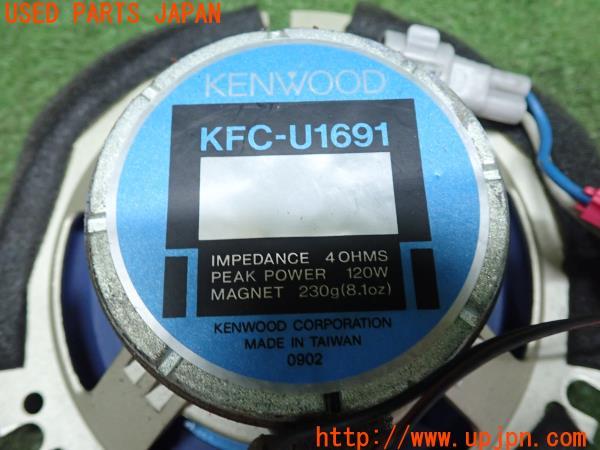 USED PARTS JAPAN
KENWOOD
KFC-U1691
IMPEDANCE 4 OHMS
PEAK POWER 120W
MAGNET 230g(8.1oz)
KENWOOD CORPORATION
MADE IN TAIWAN
0902
http://www.upjpn.com